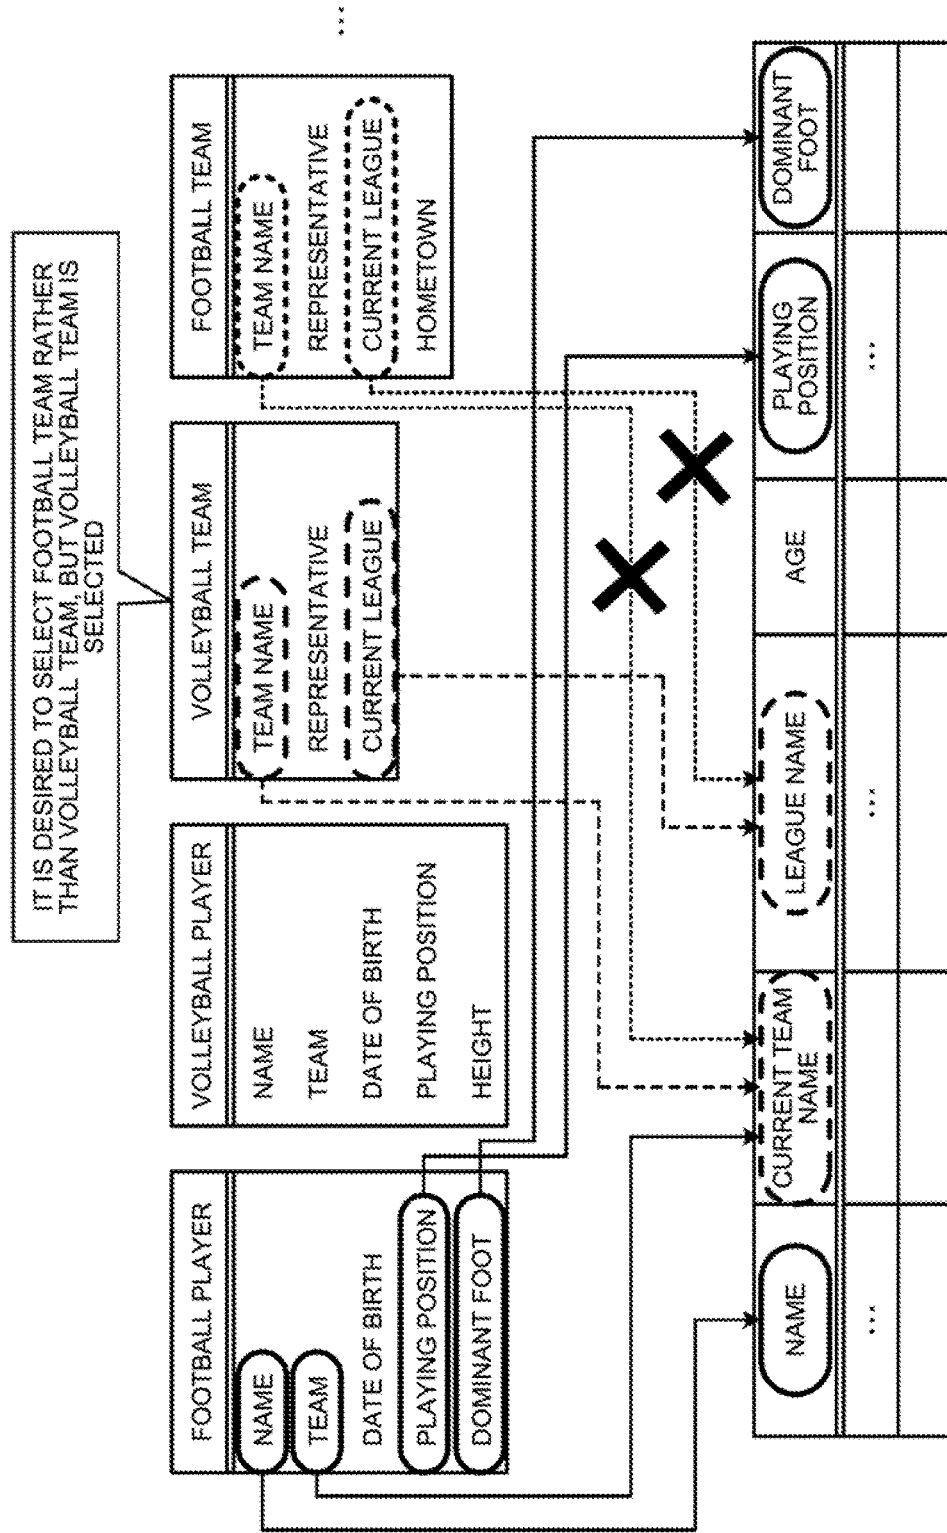 IT IS DESIRED TO SELECT FOOTBALL TEAM RATHER
THAN VOLLEYBALL TEAM, BUT VOLLEYBALL TEAM IS
SELECTED
FOOTBALL PLAYER
NAME
TEAM
DATE OF BIRTH
PLAYING POSITION
DOMINANT FOOT
VOLLEYBALL PLAYER
NAME
TEAM
DATE OF BIRTH
PLAYING POSITION
HEIGHT
VOLLEYBALL TEAM
TEAM NAME
REPRESENTATIVE
CURRENT LEAGUE
FOOTBALL TEAM
TEAM NAME
REPRESENTATIVE
CURRENT LEAGUE
HOMETOWN
...
NAME
CURRENT TEAM
NAME
LEAGUE NAME
AGE
PLAYING
POSITION
DOMINANT
FOOT
...
...
...